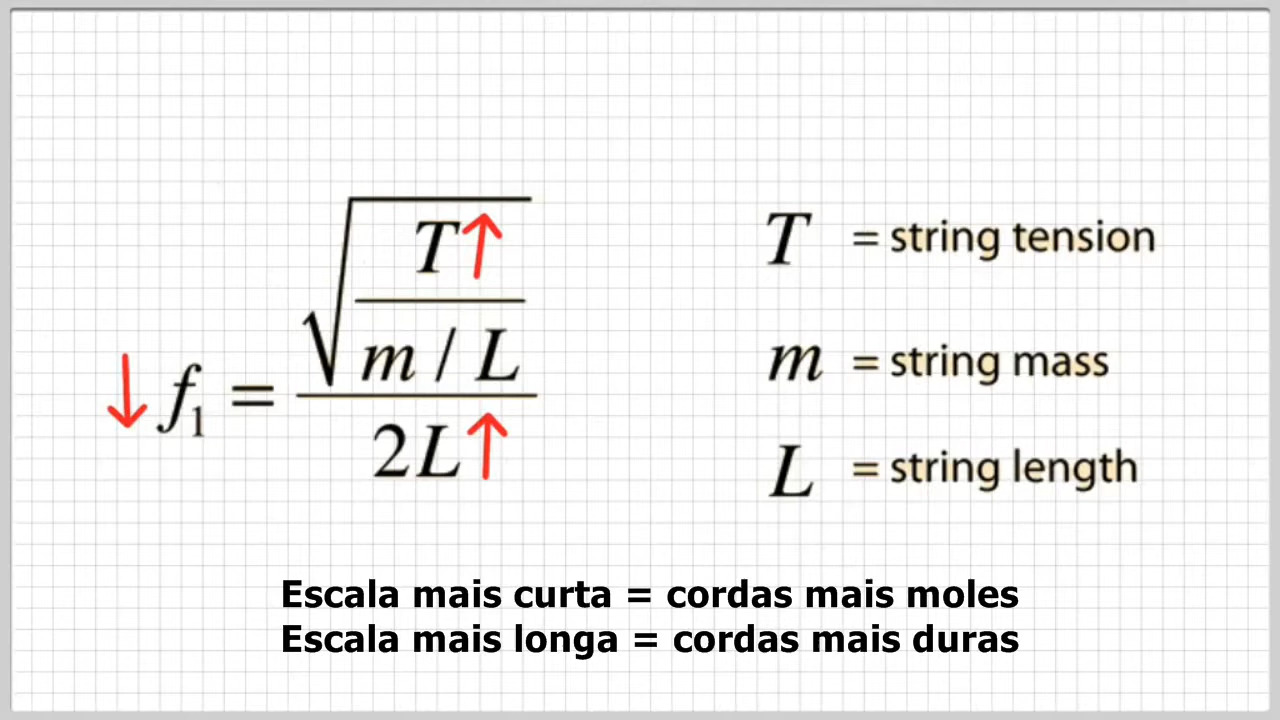 ↓ f₁ = √(T↑ / (m / L)) / 2L↑
T = string tension
m = string mass
L = string length
Escala mais curta = cordas mais moles
Escala mais longa = cordas mais duras